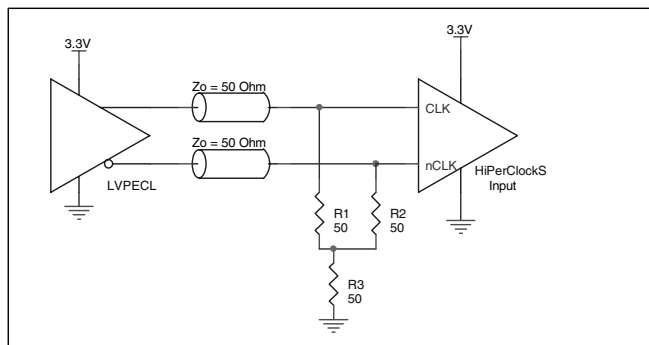 3.3V
3.3V
Zo = 50 Ohm
CLK
Zo = 50 Ohm
nCLK
LVPECL
HiPerClockS
Input
R1
50
R2
50
R3
50